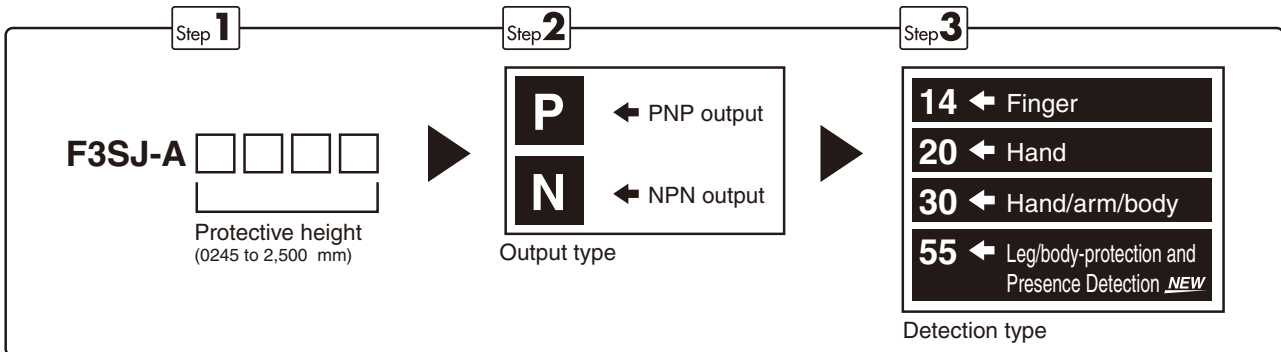 Step 1
Step 2
Step 3
F3SJ-A
Protective height
(0245 to 2,500 mm)
P PNP output
N NPN output
Output type
14 Finger
20 Hand
30 Hand/arm/body
55 Leg/body-protection and
Presence Detection NEW
Detection type